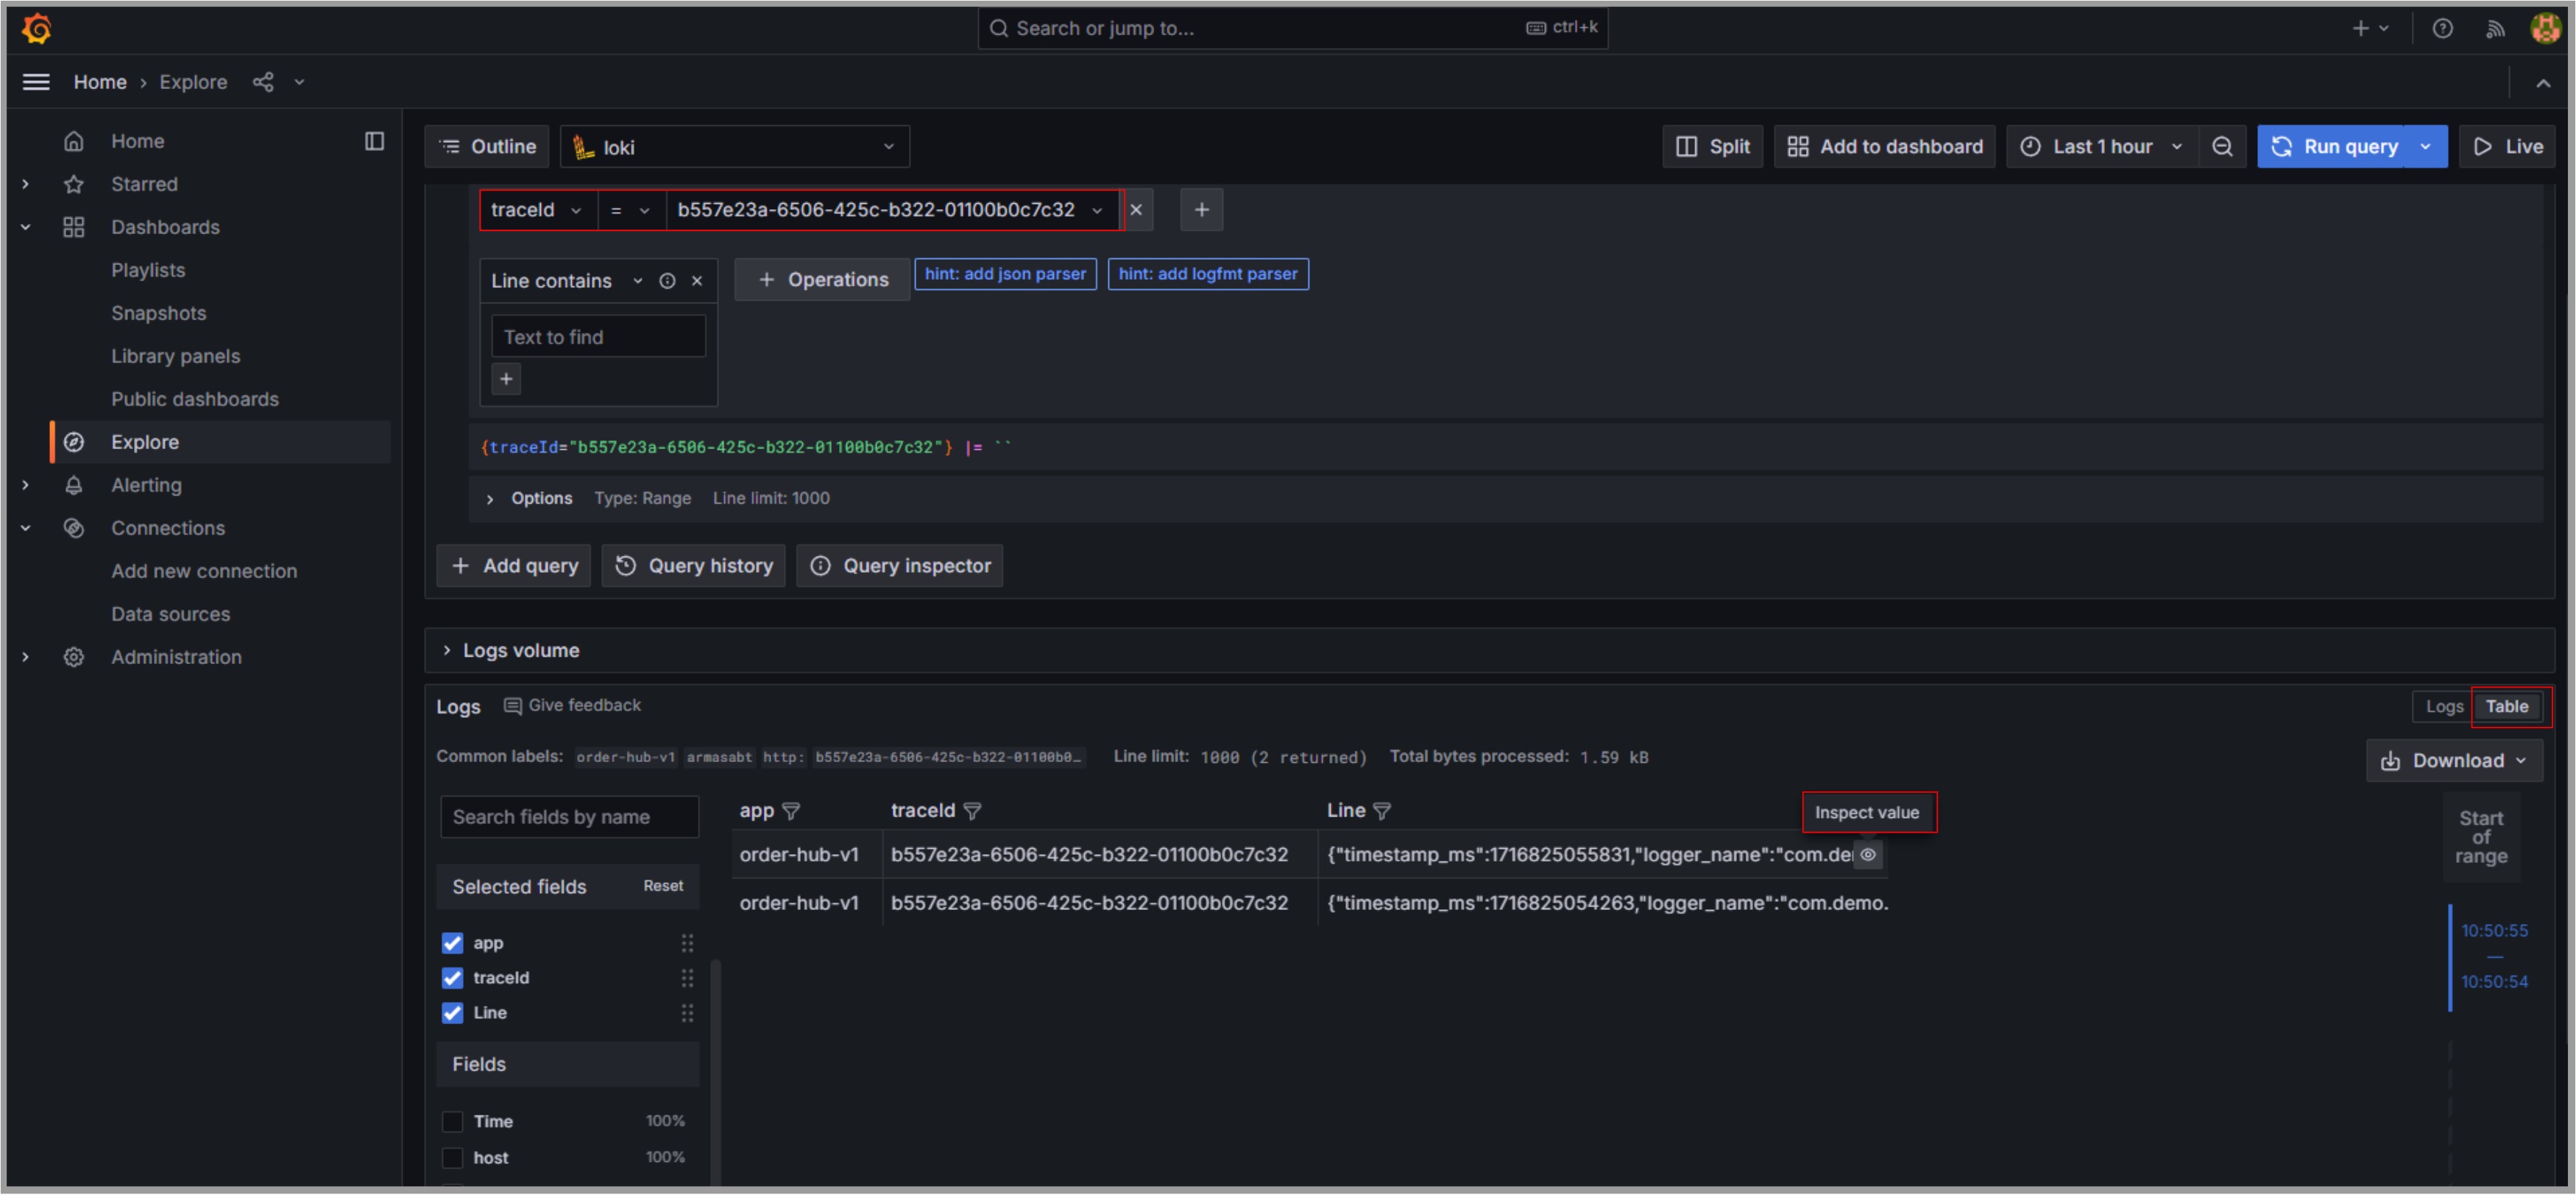 Search or jump to... ctrl+k
Home › Explore
Home
Starred
Dashboards
Playlists
Snapshots
Library panels
Public dashboards
Explore
Alerting
Connections
Add new connection
Data sources
Administration
Outline loki Split Add to dashboard Last 1 hour Run query Live
traceId = b557e23a-6506-425c-b322-01100b0c7c32
Line contains Operations hint: add json parser hint: add logfmt parser
Text to find
{traceId="b557e23a-6506-425c-b322-01100b0c7c32"} |= ``
Options Type: Range Line limit: 1000
Add query Query history Query inspector
Logs volume
Logs Give feedback Logs Table
Common labels: order-hub-v1 armasabt http: b557e23a-6506-425c-b322-01100b0… Line limit: 1000 (2 returned) Total bytes processed: 1.59 kB
Download
Search fields by name
Selected fields Reset
app
traceId
Line
Fields
Time 100%
host 100%
app traceId Line Inspect value
order-hub-v1 b557e23a-6506-425c-b322-01100b0c7c32 {"timestamp_ms":1716825055831,"logger_name":"com.de
order-hub-v1 b557e23a-6506-425c-b322-01100b0c7c32 {"timestamp_ms":1716825054263,"logger_name":"com.demo.
Start
of
range
10:50:55
—
10:50:54